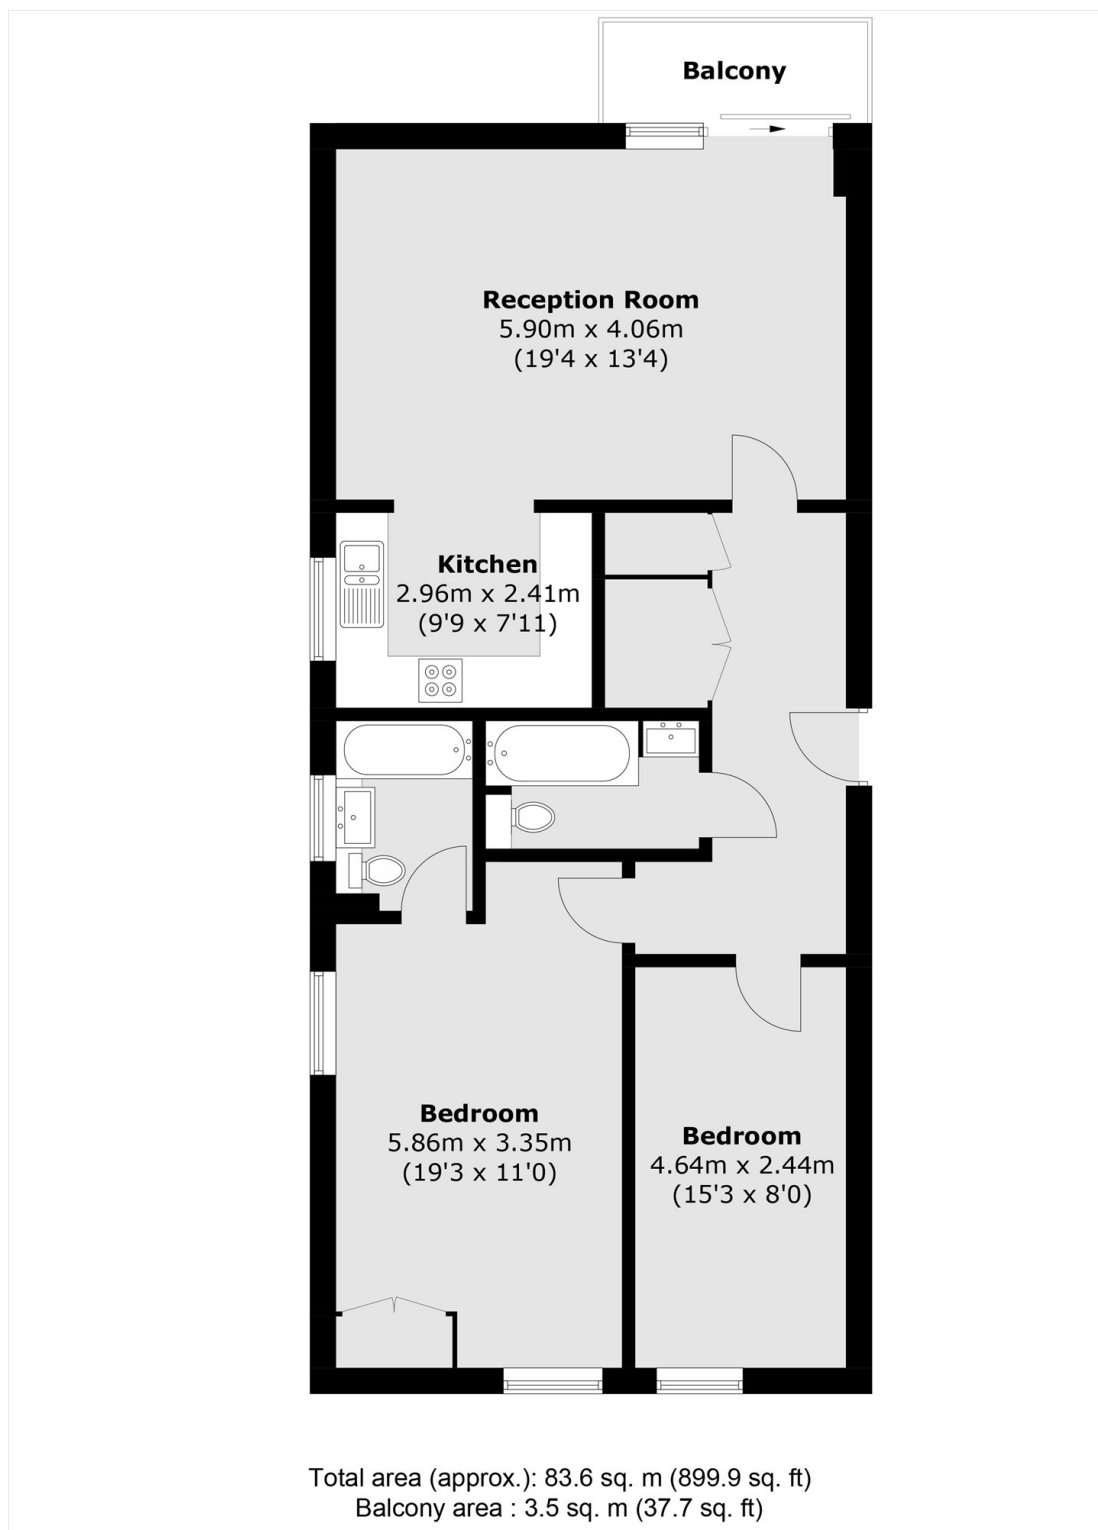 Balcony
Reception Room
5.90m x 4.06m
(19'4 x 13'4)
Kitchen
2.96m x 2.41m
(9'9 x 7'11)
Bedroom
5.86m x 3.35m
(19'3 x 11'0)
Bedroom
4.64m x 2.44m
(15'3 x 8'0)
Total area (approx.): 83.6 sq. m (899.9 sq. ft)
Balcony area : 3.5 sq. m (37.7 sq. ft)